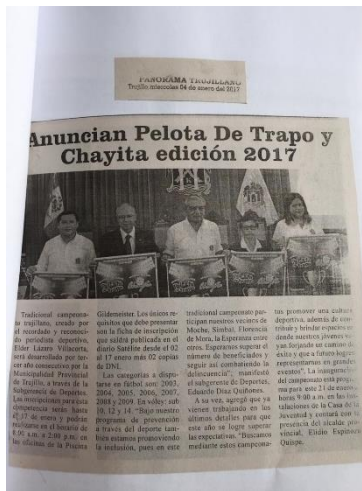 PANORAMA TRUJILLANO
Trujillo miércoles 04 de enero del 2017
Anuncian Pelota De Trapo y
Chayita edición 2017
Tradicional campeona-
to trujillano, creado por
el recordado y reconoci-
do periodista deportivo,
Elder Lázaro Villacorta,
será desarrollado por ter-
cer año consecutivo por la
Municipalidad Provincial
de Trujillo, a través de la
Subgerencia de Deportes.
Las inscripciones para esta
competencia serán hasta
el 17 de enero y podrán
realizarse en el horario de
8:00 a.m. a 2:00 p.m. en
las oficinas de la Piscina
Gildemeister. Los únicos re-
quisitos que debe presentar
son la ficha de inscripción
que saldrá publicada en el
diario Satélite desde el 02
al 17 enero más 02 copias
de DNI.
Las categorías a dispu-
tarse en fútbol son: 2003,
2004, 2005, 2006, 2007,
2008 y 2009. En vóley: sub
10, 12 y 14. "Bajo nuestro
programa de prevención
a través del deporte tam-
bién estamos promoviendo
la inclusión, pues en este
tradicional campeonato par-
ticipan nuestros vecinos de
Moche, Simbal, Florencia
de Mora, la Esperanza entre
otros. Esperamos superar el
número de beneficiados y
seguir así combatiendo la
delincuencia", manifestó
el subgerente de Deportes,
Eduardo Díaz Quiñones.
A su vez, agregó que ya
vienen trabajando en los
últimos detalles para que
este año se logre superar
las expectativas. "Buscamos
mediante estos campeona-
tos promover una cultura
deportiva, además de con-
tribuir y brindar espacios
donde nuestros jóvenes
van forjando un camino de
éxito y que a futuro logren
representarnos en grandes
eventos". La inauguración
del campeonato está prog
ma para este 21 de enero
horas 9:00 a.m. en las
talaciones de la Casa de la
Juventud y contará con
presencia del alcalde pro-
vincial, Elidio Espinoza
Quispe.